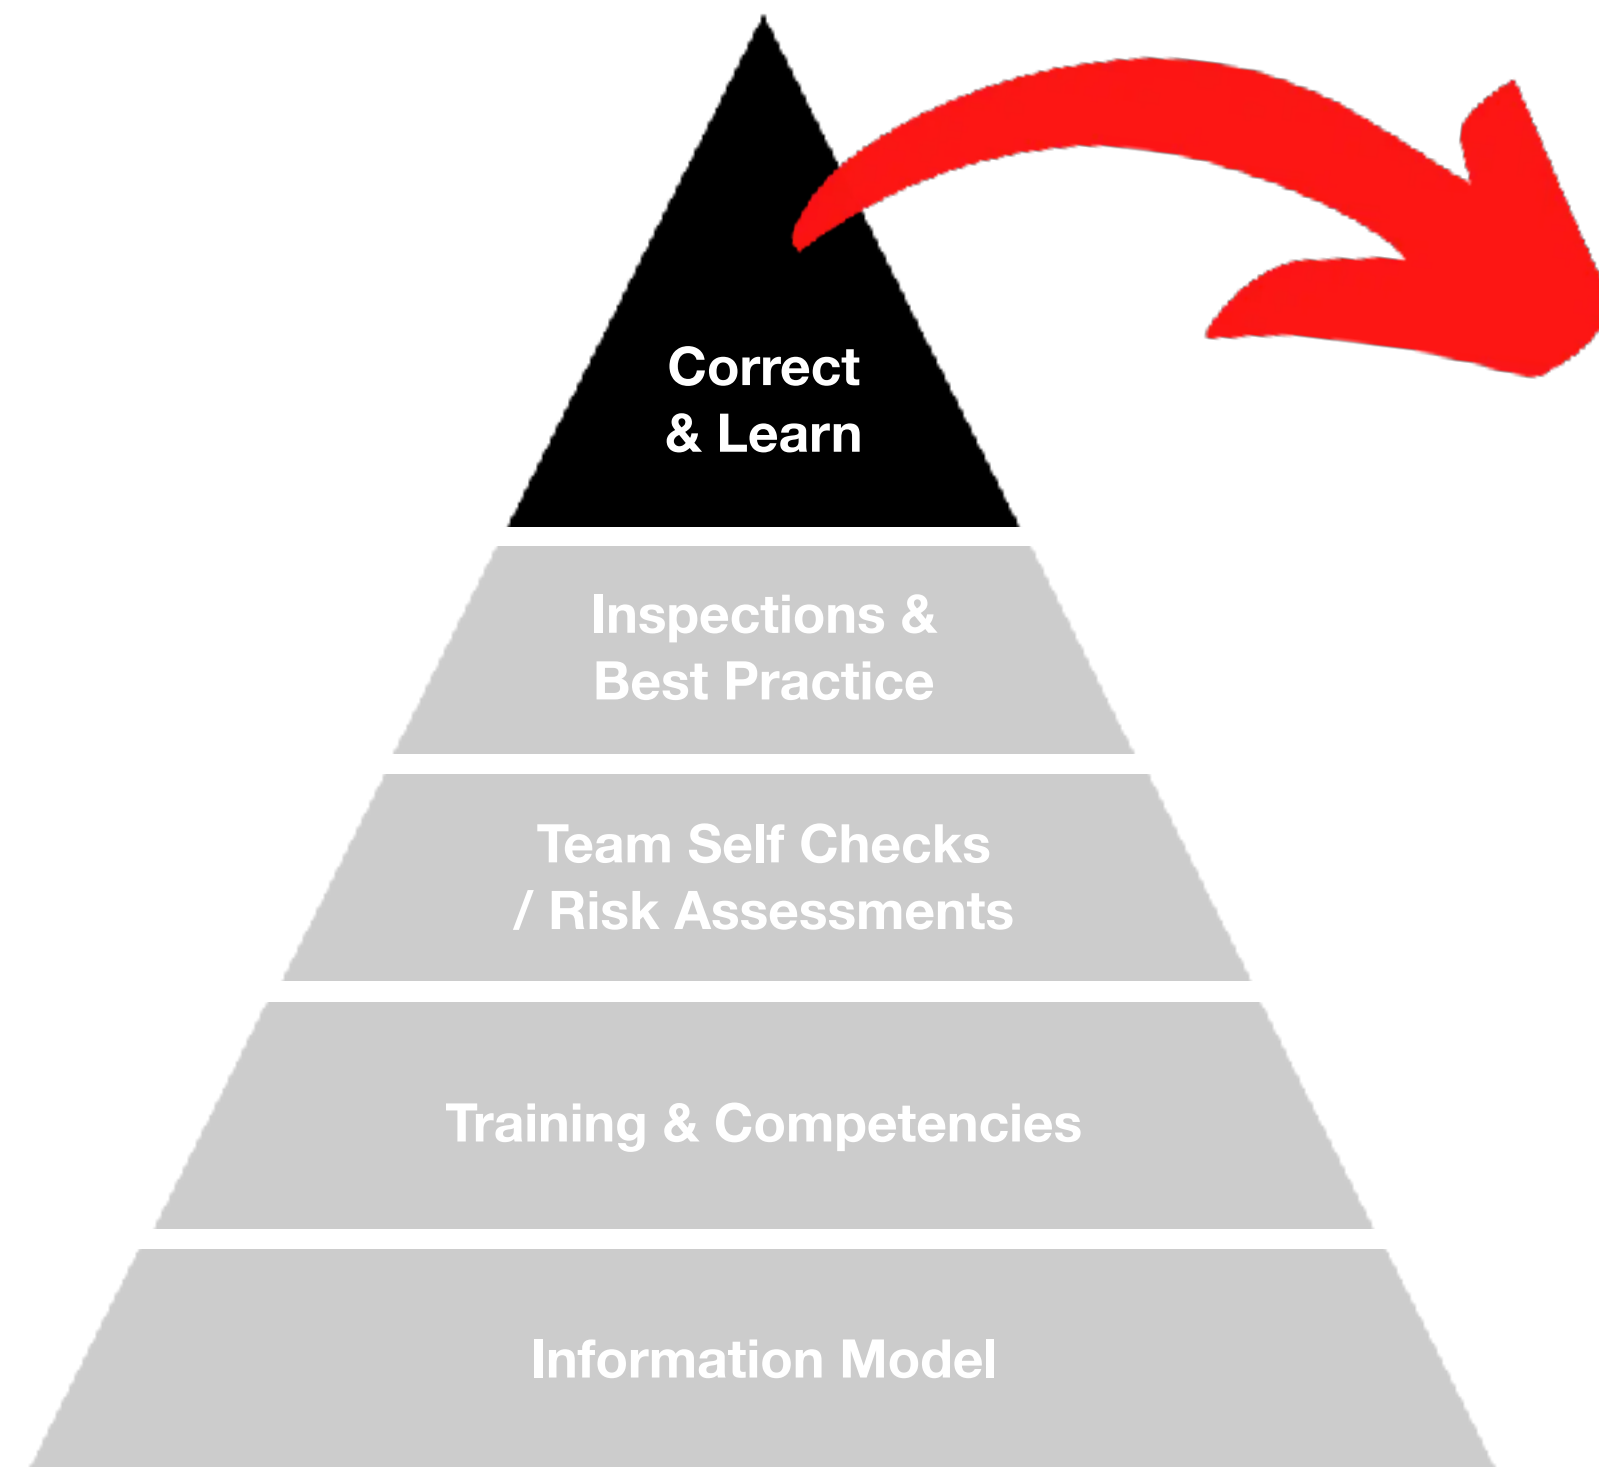 Correct
& Learn
Inspections &
Best Practice
Team Self Checks
/ Risk Assessments
Training & Competencies
Information Model